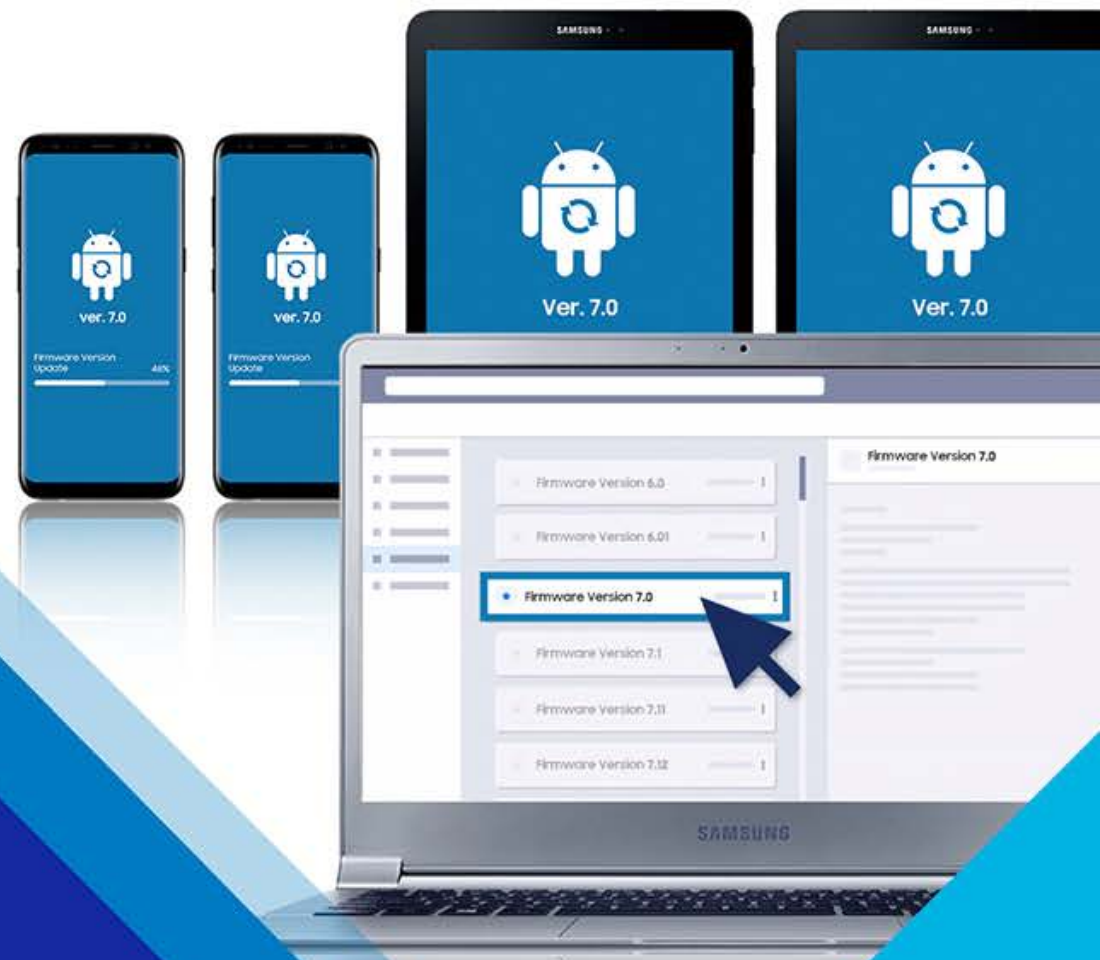 SAMSUNG
SAMSUNG
Ver. 7.0
Ver. 7.0
ver. 7.0
ver. 7.0
Firmware Version
Update 46%
Firmware Version
Update
Firmware Version 6.0
Firmware Version 6.01
Firmware Version 7.0
Firmware Version 7.1
Firmware Version 7.11
Firmware Version 7.12
Firmware Version 7.0
SAMSUNG